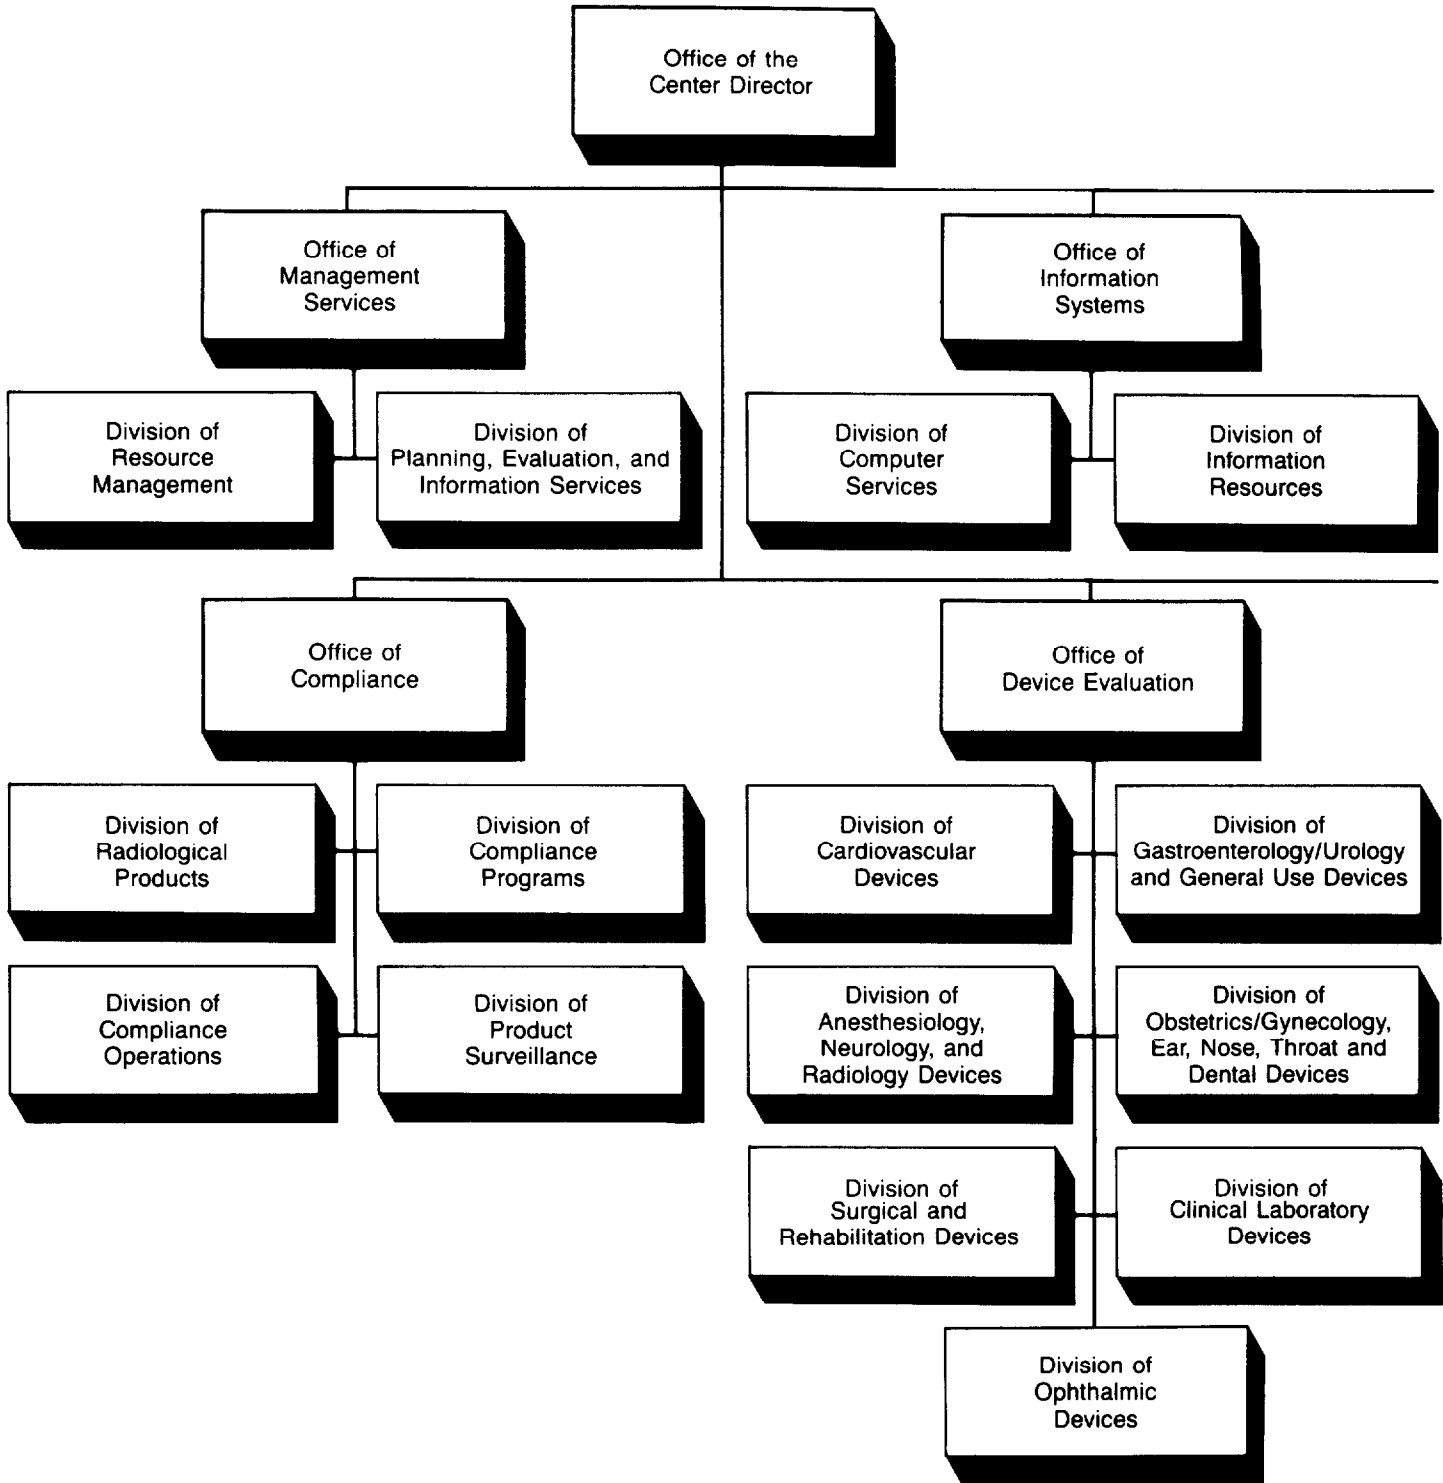 Office of the
Center Director
Office of
Management
Services
Office of
Information
Systems
Division of
Resource
Management
Division of
Planning, Evaluation, and
Information Services
Division of
Computer
Services
Division of
Information
Resources
Office of
Compliance
Office of
Device Evaluation
Division of
Radiological
Products
Division of
Compliance
Programs
Division of
Cardiovascular
Devices
Division of
Gastroenterology/Urology
and General Use Devices
Division of
Compliance
Operations
Division of
Product
Surveillance
Division of
Anesthesiology,
Neurology, and
Radiology Devices
Division of
Obstetrics/Gynecology,
Ear, Nose, Throat and
Dental Devices
Division of
Surgical and
Rehabilitation Devices
Division of
Clinical Laboratory
Devices
Division of
Ophthalmic
Devices